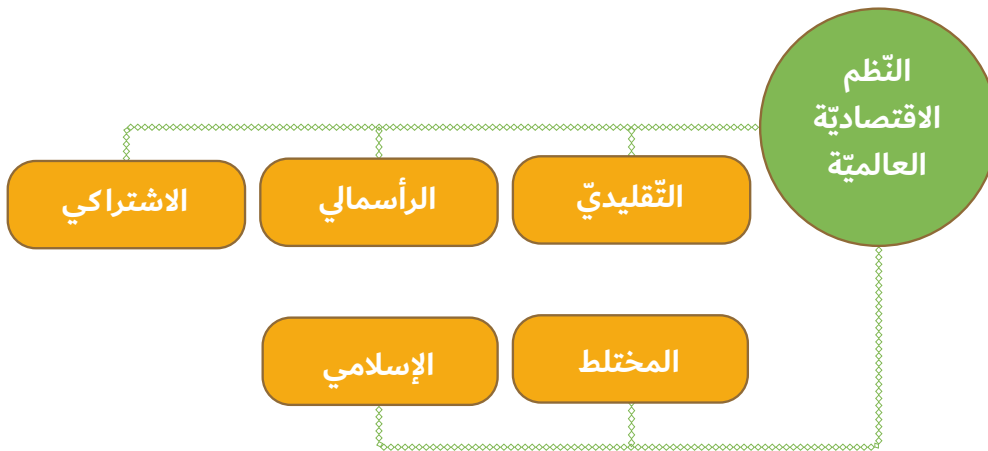 النّظم
الاقتصاديّة
العالميّة
التّقليديّ
الرأسمالي
الاشتراكي
المختلط
الإسلامي